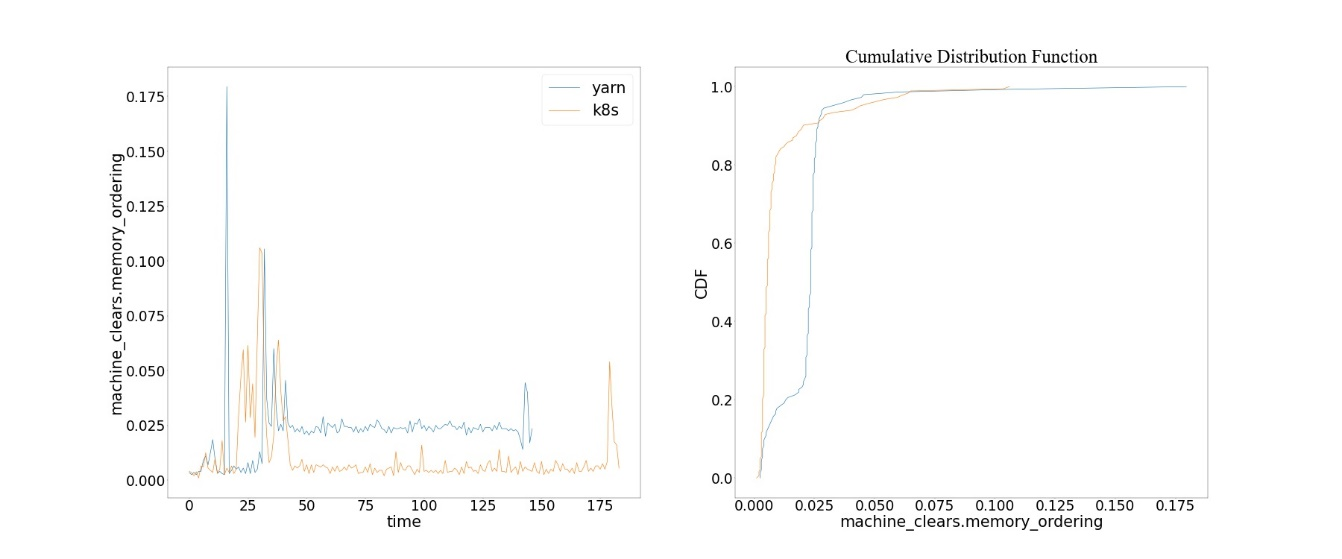 machine_clears.memory_ordering
0.175
0.150
0.125
0.100
0.075
0.050
0.025
0.000
yarn
k8s
0 25 50 75 100 125 150 175
time
Cumulative Distribution Function
CDF
1.0
0.8
0.6
0.4
0.2
0.0
0.000 0.025 0.050 0.075 0.100 0.125 0.150 0.175
machine_clears.memory_ordering